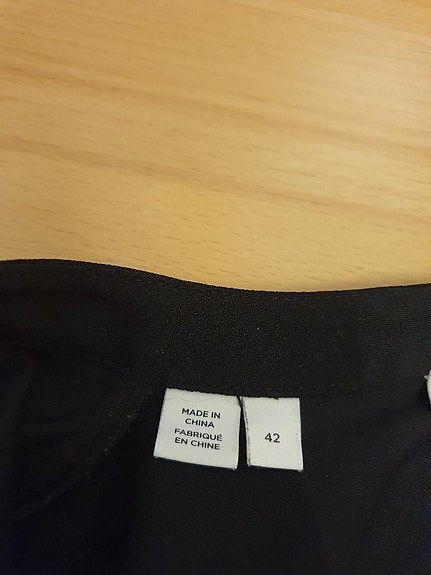 MADE IN
CHINA
FABRIQUÉ
EN CHINE
42